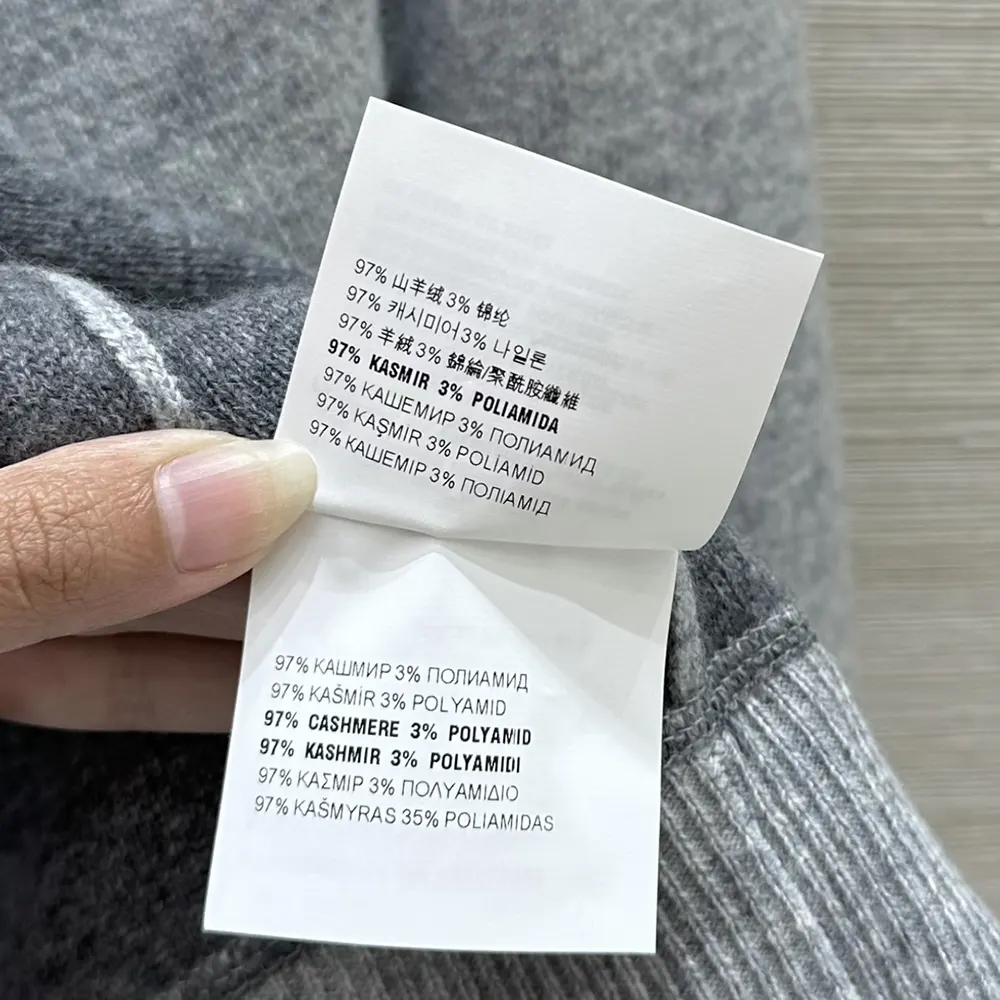 97% 山羊绒 3% 锦纶
97% 캐시미어 3% 나일론
97% 羊絨 3% 錦綸/聚酰胺纖維
97% KASMIR 3% POLIAMIDA
97% КАШЕМИР 3% ПОЛИАМИД
97% KAŞMIR 3% POLİAMID
97% КАШЕМІР 3% ПОЛІАМІД
97% КАШМИР 3% ПОЛИАМИД
97% KAŠMÍR 3% POLYAMID
97% CASHMERE 3% POLYAMID
97% KASHMIR 3% POLYAMIDI
97% ΚΑΣΜΙΡ 3% ΠΟΛΥΑΜΙΔΙΟ
97% KAŠMYRAS 35% POLIAMIDAS